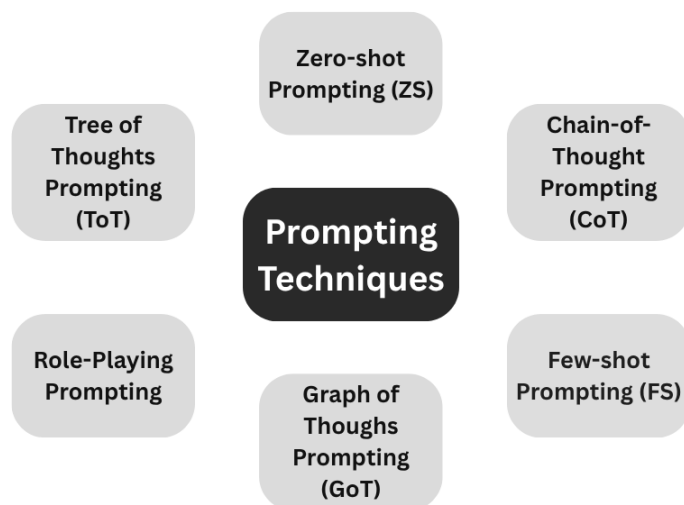 Zero-shot
Prompting (ZS)
Tree of
Thoughts
Prompting
(ToT)
Chain-of-
Thought
Prompting
(CoT)
Prompting
Techniques
Role-Playing
Prompting
Few-shot
Prompting (FS)
Graph of
Thoughs
Prompting
(GoT)